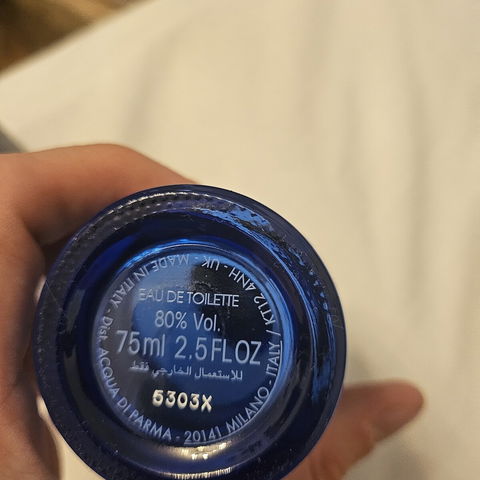 EAU DE TOILETTE
80% Vol.
75ml 2.5 FL OZ
للاستعمال الخارجي فقط
5303X
MADE IN ITALY - Dist. ACQUA DI PARMA - 20141 MILANO - ITALY / KT12 4NH - UK -